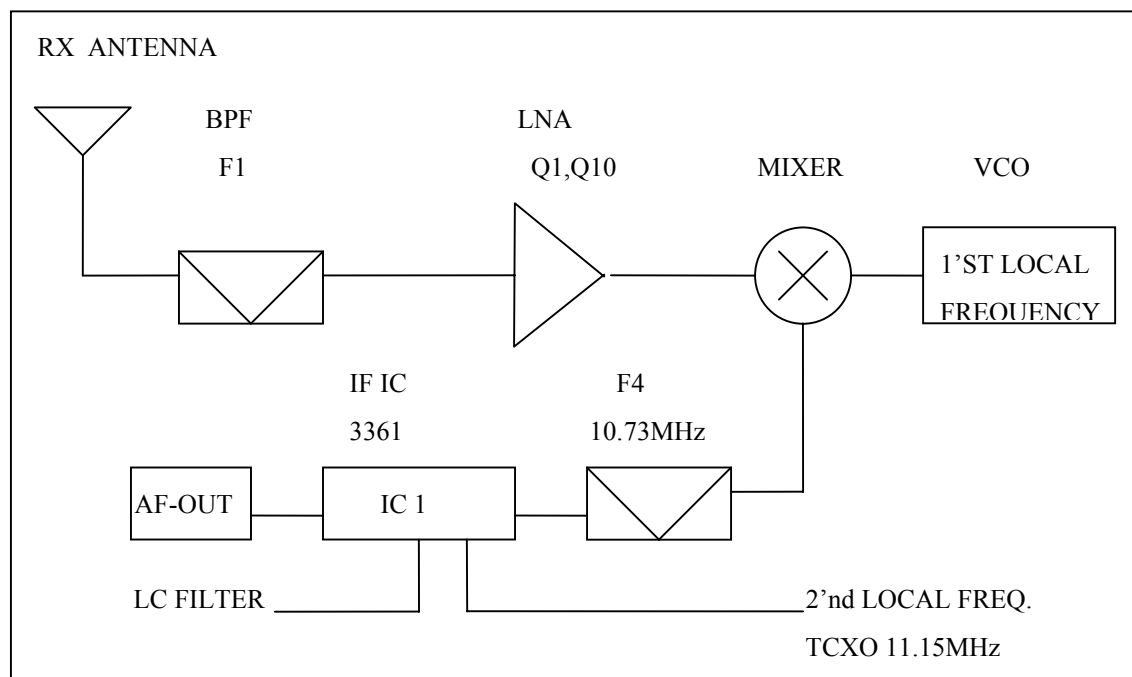 RX ANTENNA
BPF
F1
LNA
Q1,Q10
MIXER
VCO
1'ST LOCAL
FREQUENCY
IF IC
3361
F4
10.73MHz
AF-OUT
IC 1
LC FILTER
2'nd LOCAL FREQ.
TCXO 11.15MHz